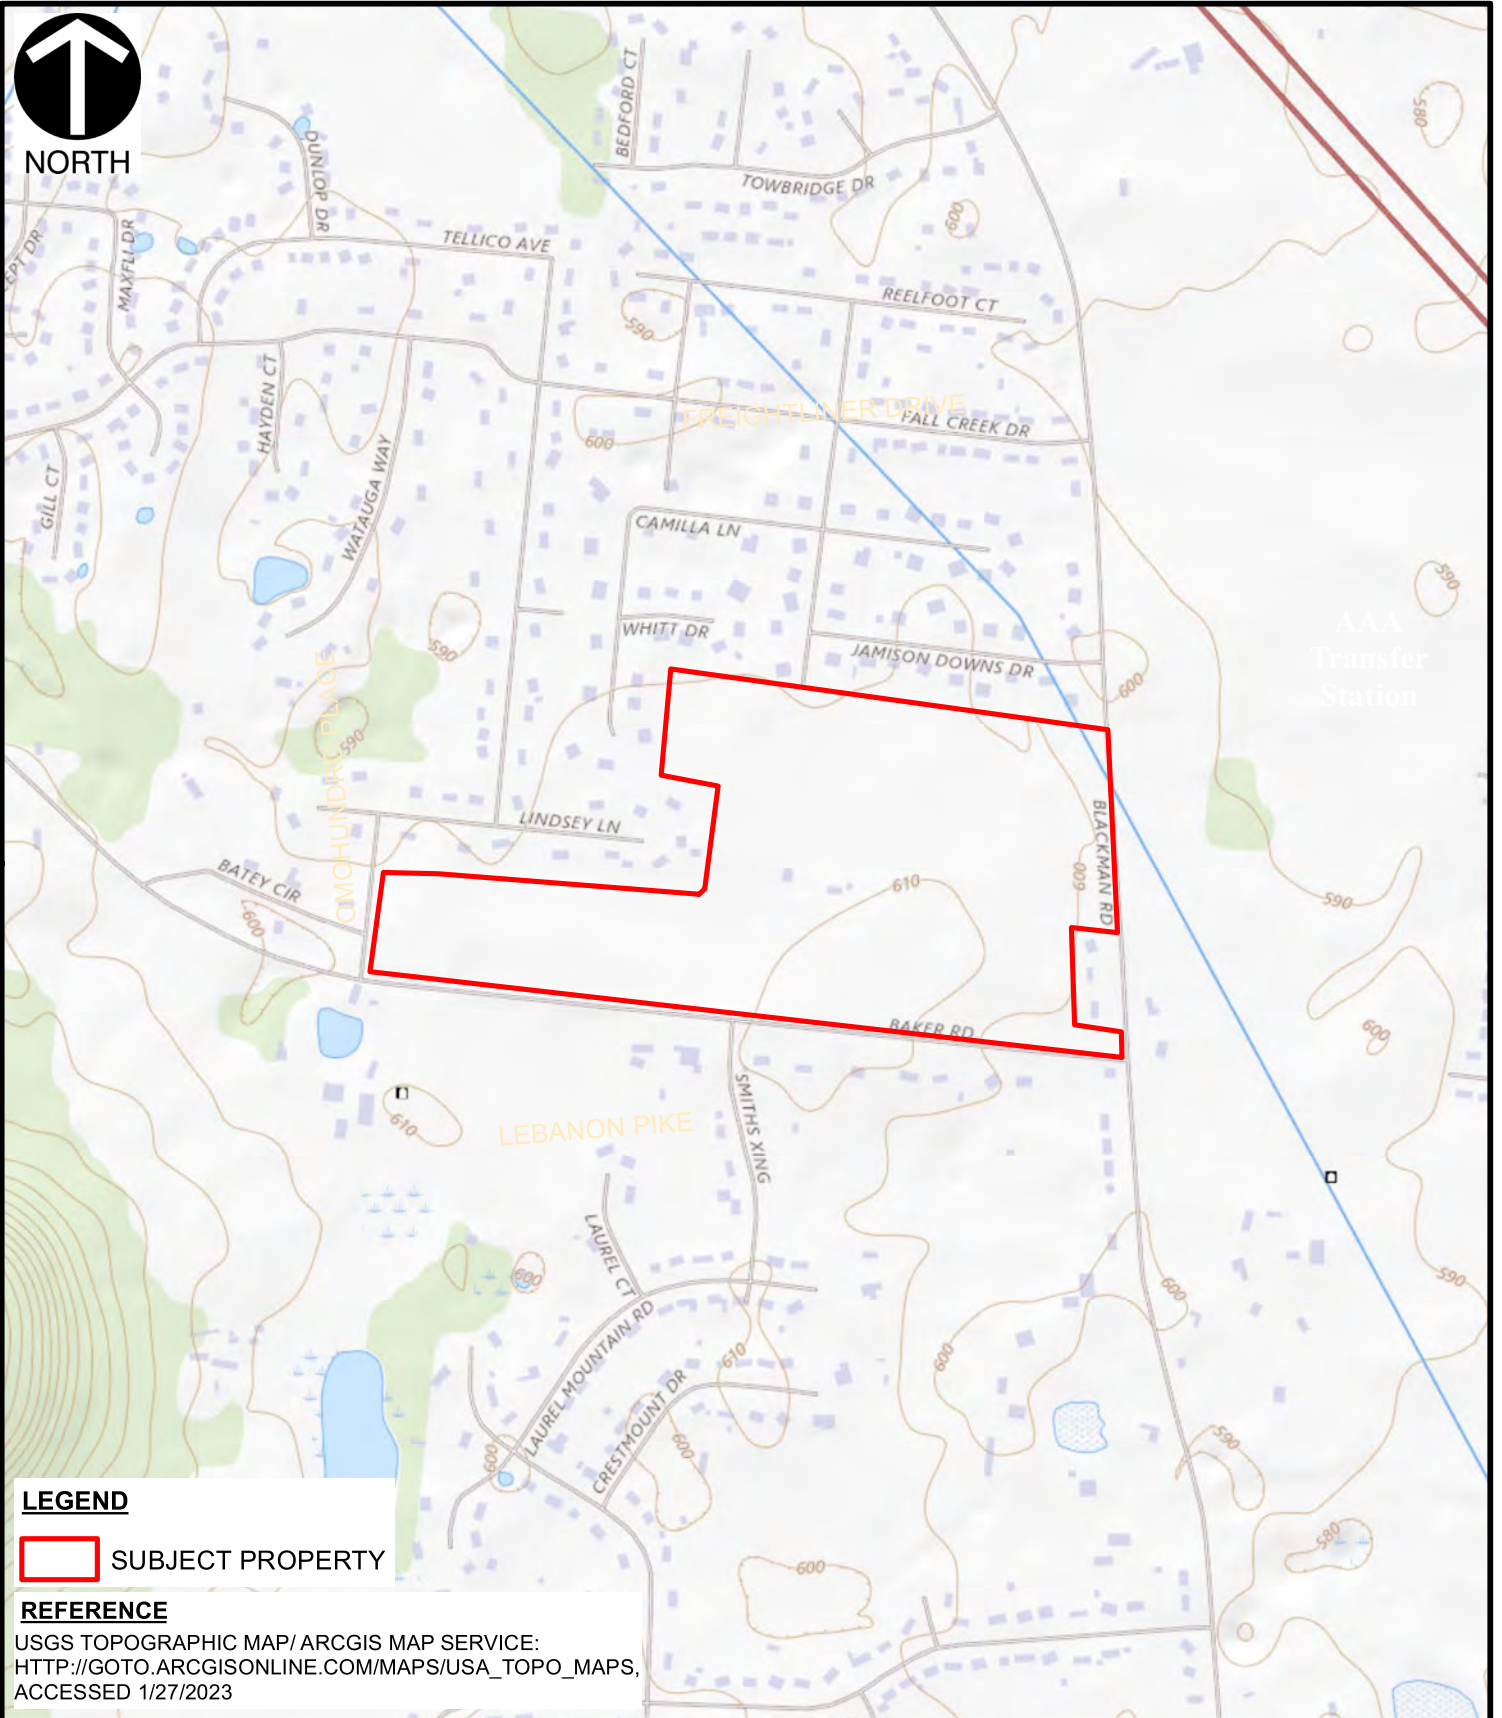 NORTH
BEDFORD CT
DUNLOP DR
TOWBRIDGE DR
580
600
CEPT DR
MAXFLI DR
TELLICO AVE
REELFOOT CT
590
HAYDEN CT
FREIGHTLINER DRIVE
FALL CREEK DR
600
GILL CT
WATAUGA WAY
CAMILLA LN
590
AAA
Transfer
Station
WHITT DR
590
JAMISON DOWNS DR
600
OMOHUNDRO PLACE
590
LINDSEY LN
BLACKMAN RD
BATEY CIR
600
610
600
590
BAKER RD
600
SMITHS XING
610
LEBANON PIKE
LAUREL CT
600
590
600
LAUREL MOUNTAIN RD
610
600
CRESTMOUNT DR
600
600
590
LEGEND
SUBJECT PROPERTY
580
600
REFERENCE
USGS TOPOGRAPHIC MAP/ ARCGIS MAP SERVICE:
HTTP://GOTO.ARCGISONLINE.COM/MAPS/USA_TOPO_MAPS,
ACCESSED 1/27/2023